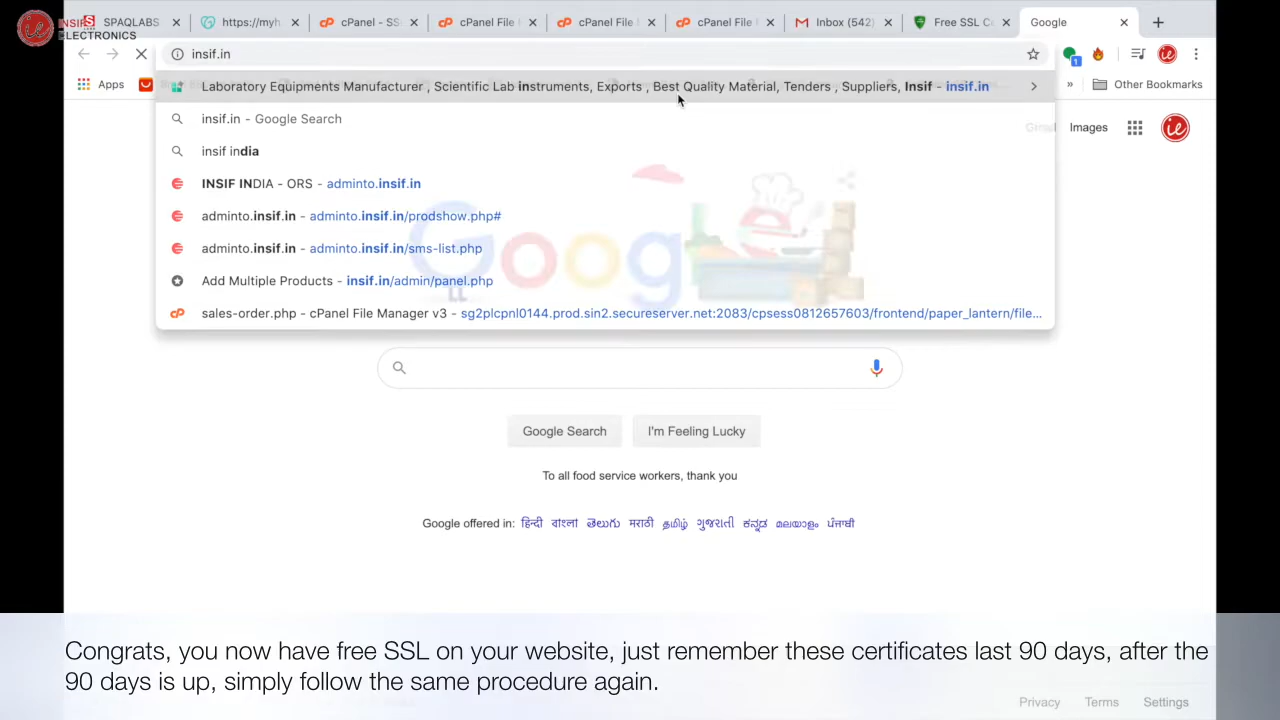 INSIF
ELECTRONICS
SPAQLABS
https://myh
cPanel - SS
cPanel File
cPanel File
cPanel File
Inbox (542)
Free SSL Ce
Google
insif.in
Apps
Laboratory Equipments Manufacturer , Scientific Lab instruments, Exports , Best Quality Material, Tenders , Suppliers, Insif - insif.in
1
Other Bookmarks
insif.in - Google Search
insif india
INSIF INDIA - ORS - adminto.insif.in
adminto.insif.in - adminto.insif.in/prodshow.php#
adminto.insif.in - adminto.insif.in/sms-list.php
Add Multiple Products - insif.in/admin/panel.php
sales-order.php - cPanel File Manager v3 - sg2plcpnl0144.prod.sin2.secureserver.net:2083/cpsess0812657603/frontend/paper_lantern/file...
Gmail
Images
Googl
Google Search
I'm Feeling Lucky
To all food service workers, thank you
Google offered in: हिन्दी বাংলা తెలుగు मराठी தமிழ் ગુજરાતી ಕನ್ನಡ മലയാളം ਪੰਜਾਬੀ
Congrats, you now have free SSL on your website, just remember these certificates last 90 days, after the
90 days is up, simply follow the same procedure again.
Privacy
Terms
Settings